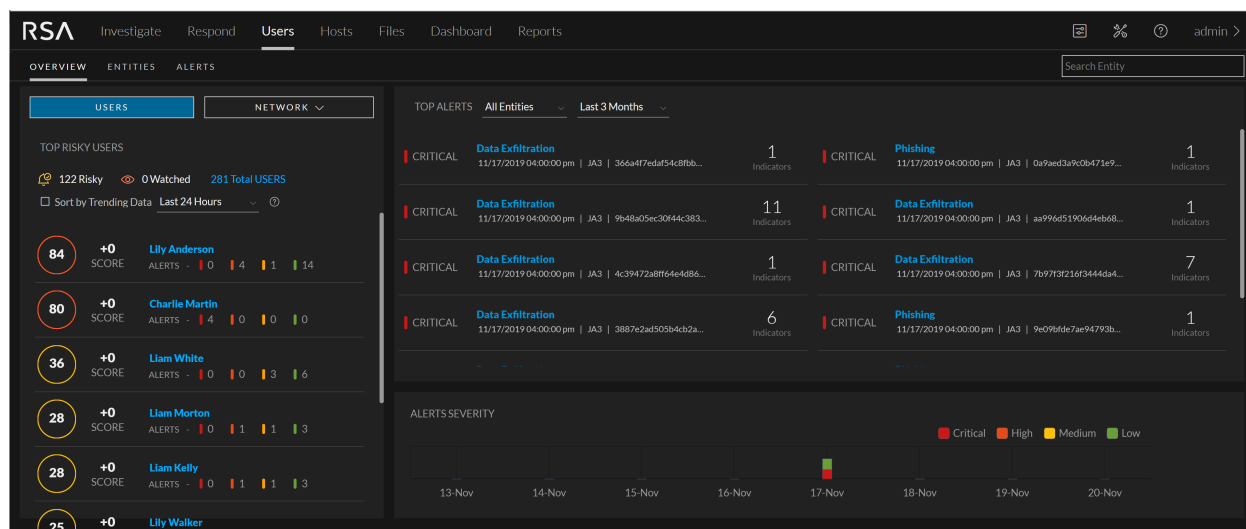 RSA Investigate Respond Users Hosts Files Dashboard Reports admin >
OVERVIEW ENTITIES ALERTS Search Entity
USERS NETWORK
TOP RISKY USERS
122 Risky 0 Watched 281 Total USERS
Sort by Trending Data Last 24 Hours
84 +0 SCORE Lily Anderson
ALERTS - 0 4 1 14
80 +0 SCORE Charlie Martin
ALERTS - 4 0 0 0
36 +0 SCORE Liam White
ALERTS - 0 0 3 6
28 +0 SCORE Liam Morton
ALERTS - 0 1 1 3
28 +0 SCORE Liam Kelly
ALERTS - 0 1 1 3
25 +0 Lily Walker
TOP ALERTS All Entities Last 3 Months
CRITICAL Data Exfiltration 1 Indicators
11/17/2019 04:00:00 pm | JA3 | 366a4f7edaf54c8fbb...
CRITICAL Phishing 1 Indicators
11/17/2019 04:00:00 pm | JA3 | 0a9aed3a9c0b471e9...
CRITICAL Data Exfiltration 11 Indicators
11/17/2019 04:00:00 pm | JA3 | 9b48a05ec30f44c383...
CRITICAL Data Exfiltration 1 Indicators
11/17/2019 04:00:00 pm | JA3 | aa996d51906d4eb68...
CRITICAL Data Exfiltration 1 Indicators
11/17/2019 04:00:00 pm | JA3 | 4c39472a8ff64e4d86...
CRITICAL Data Exfiltration 7 Indicators
11/17/2019 04:00:00 pm | JA3 | 7b97f3f216f3444da4...
CRITICAL Data Exfiltration 6 Indicators
11/17/2019 04:00:00 pm | JA3 | 3887e2ad505b4cb2a...
CRITICAL Phishing 1 Indicators
11/17/2019 04:00:00 pm | JA3 | 9e09bfde7ae94793b...
ALERTS SEVERITY
Critical High Medium Low
13-Nov 14-Nov 15-Nov 16-Nov 17-Nov 18-Nov 19-Nov 20-Nov